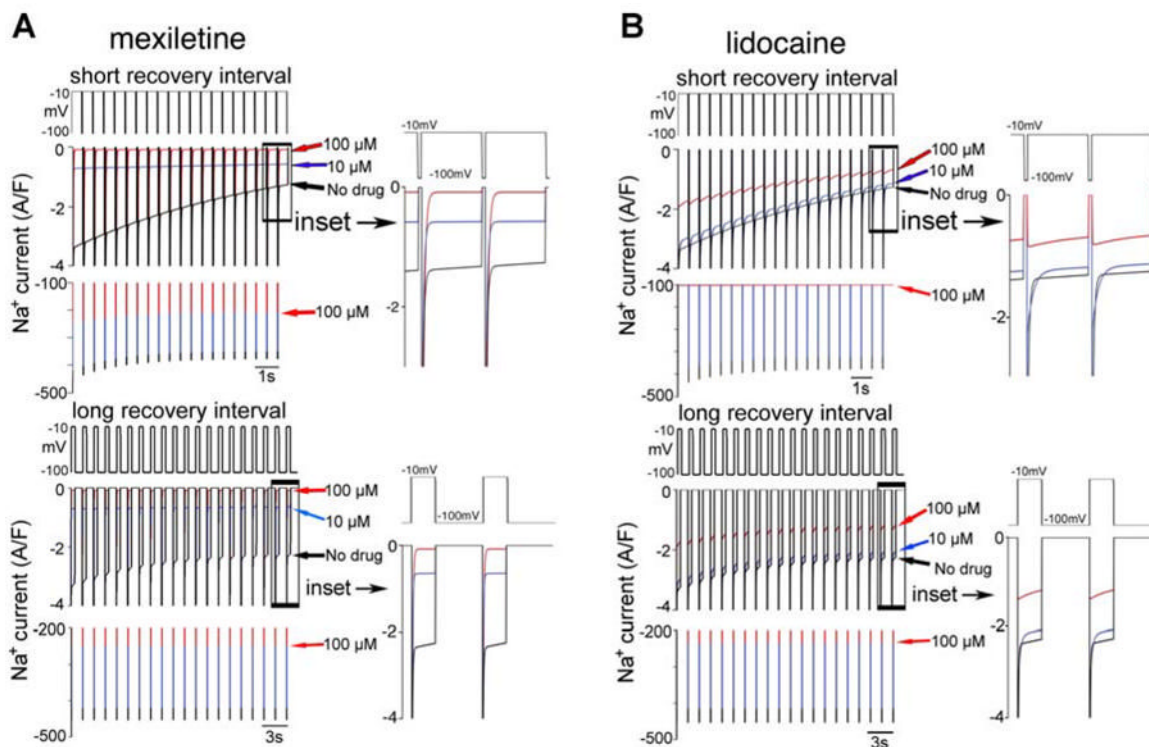 A
mexiletine
short recovery interval
-10
mV
-100
0
-2
-4
Na⁺ current (A/F)
100 μM
10 μM
No drug
inset
-10mV
-100mV
0
-2
-100
-500
100 μM
1s
long recovery interval
-10
mV
-100
0
-2
-4
Na⁺ current (A/F)
100 μM
10 μM
No drug
inset
-10mV
-100mV
0
-2
-4
-200
-500
100 μM
3s
B
lidocaine
short recovery interval
-10
mV
-100
0
-2
-4
Na⁺ current (A/F)
100 μM
10 μM
No drug
inset
-10mV
-100mV
0
-2
-100
-500
100 μM
1s
long recovery interval
-10
mV
-100
0
-2
-4
Na⁺ current (A/F)
100 μM
10 μM
No drug
inset
-10mV
-100mV
0
-2
-4
-200
-500
100 μM
3s